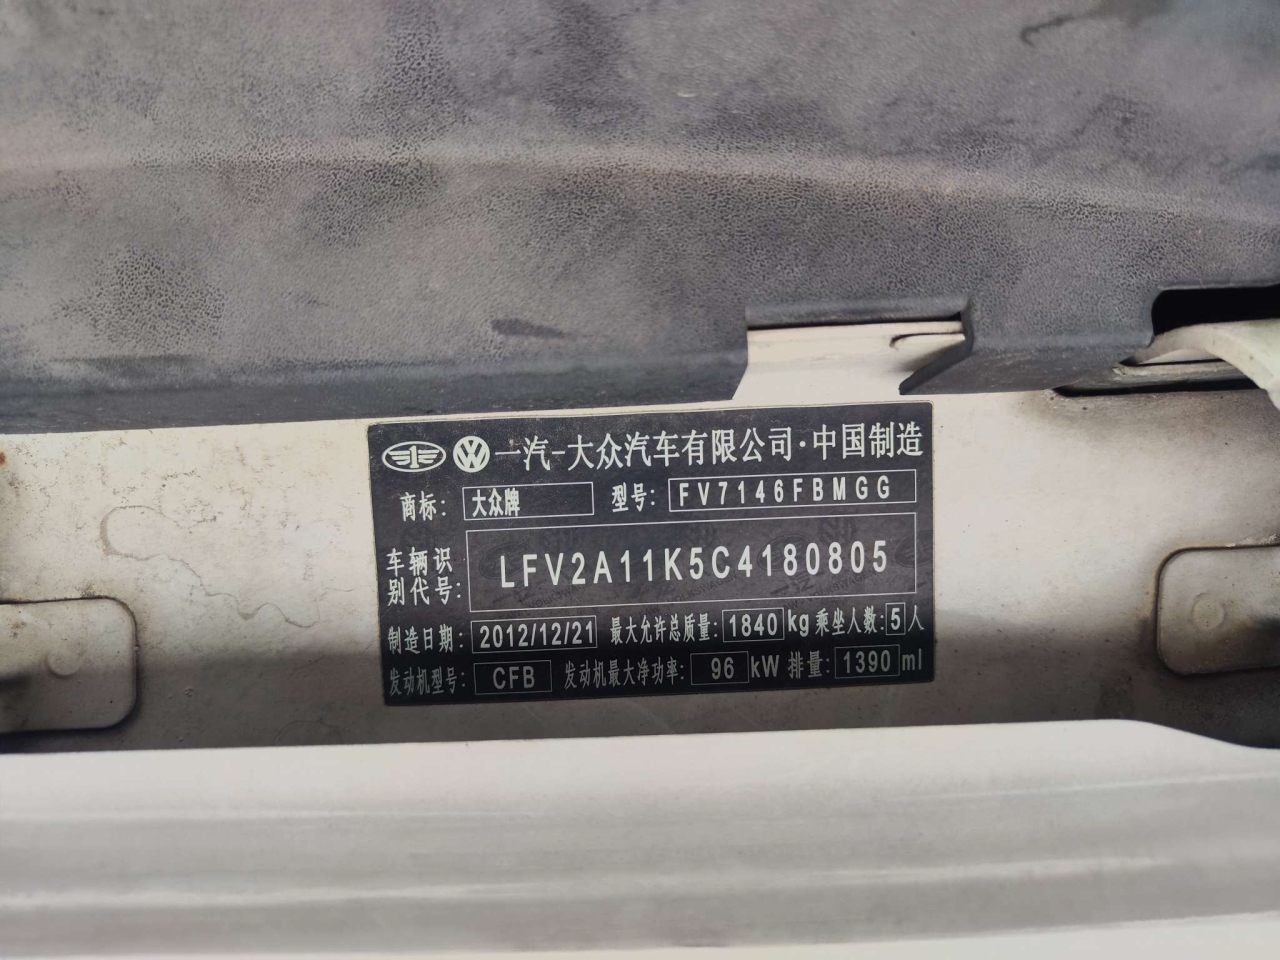 一汽-大众汽车有限公司·中国制造
商标: 大众牌 型号: FV7146FBMGG
车辆识别代号: LFV2A11K5C4180805
制造日期: 2012/12/21 最大允许总质量: 1840 kg 乘坐人数: 5 人
发动机型号: CFB 发动机最大净功率: 96 kW 排量: 1390 ml